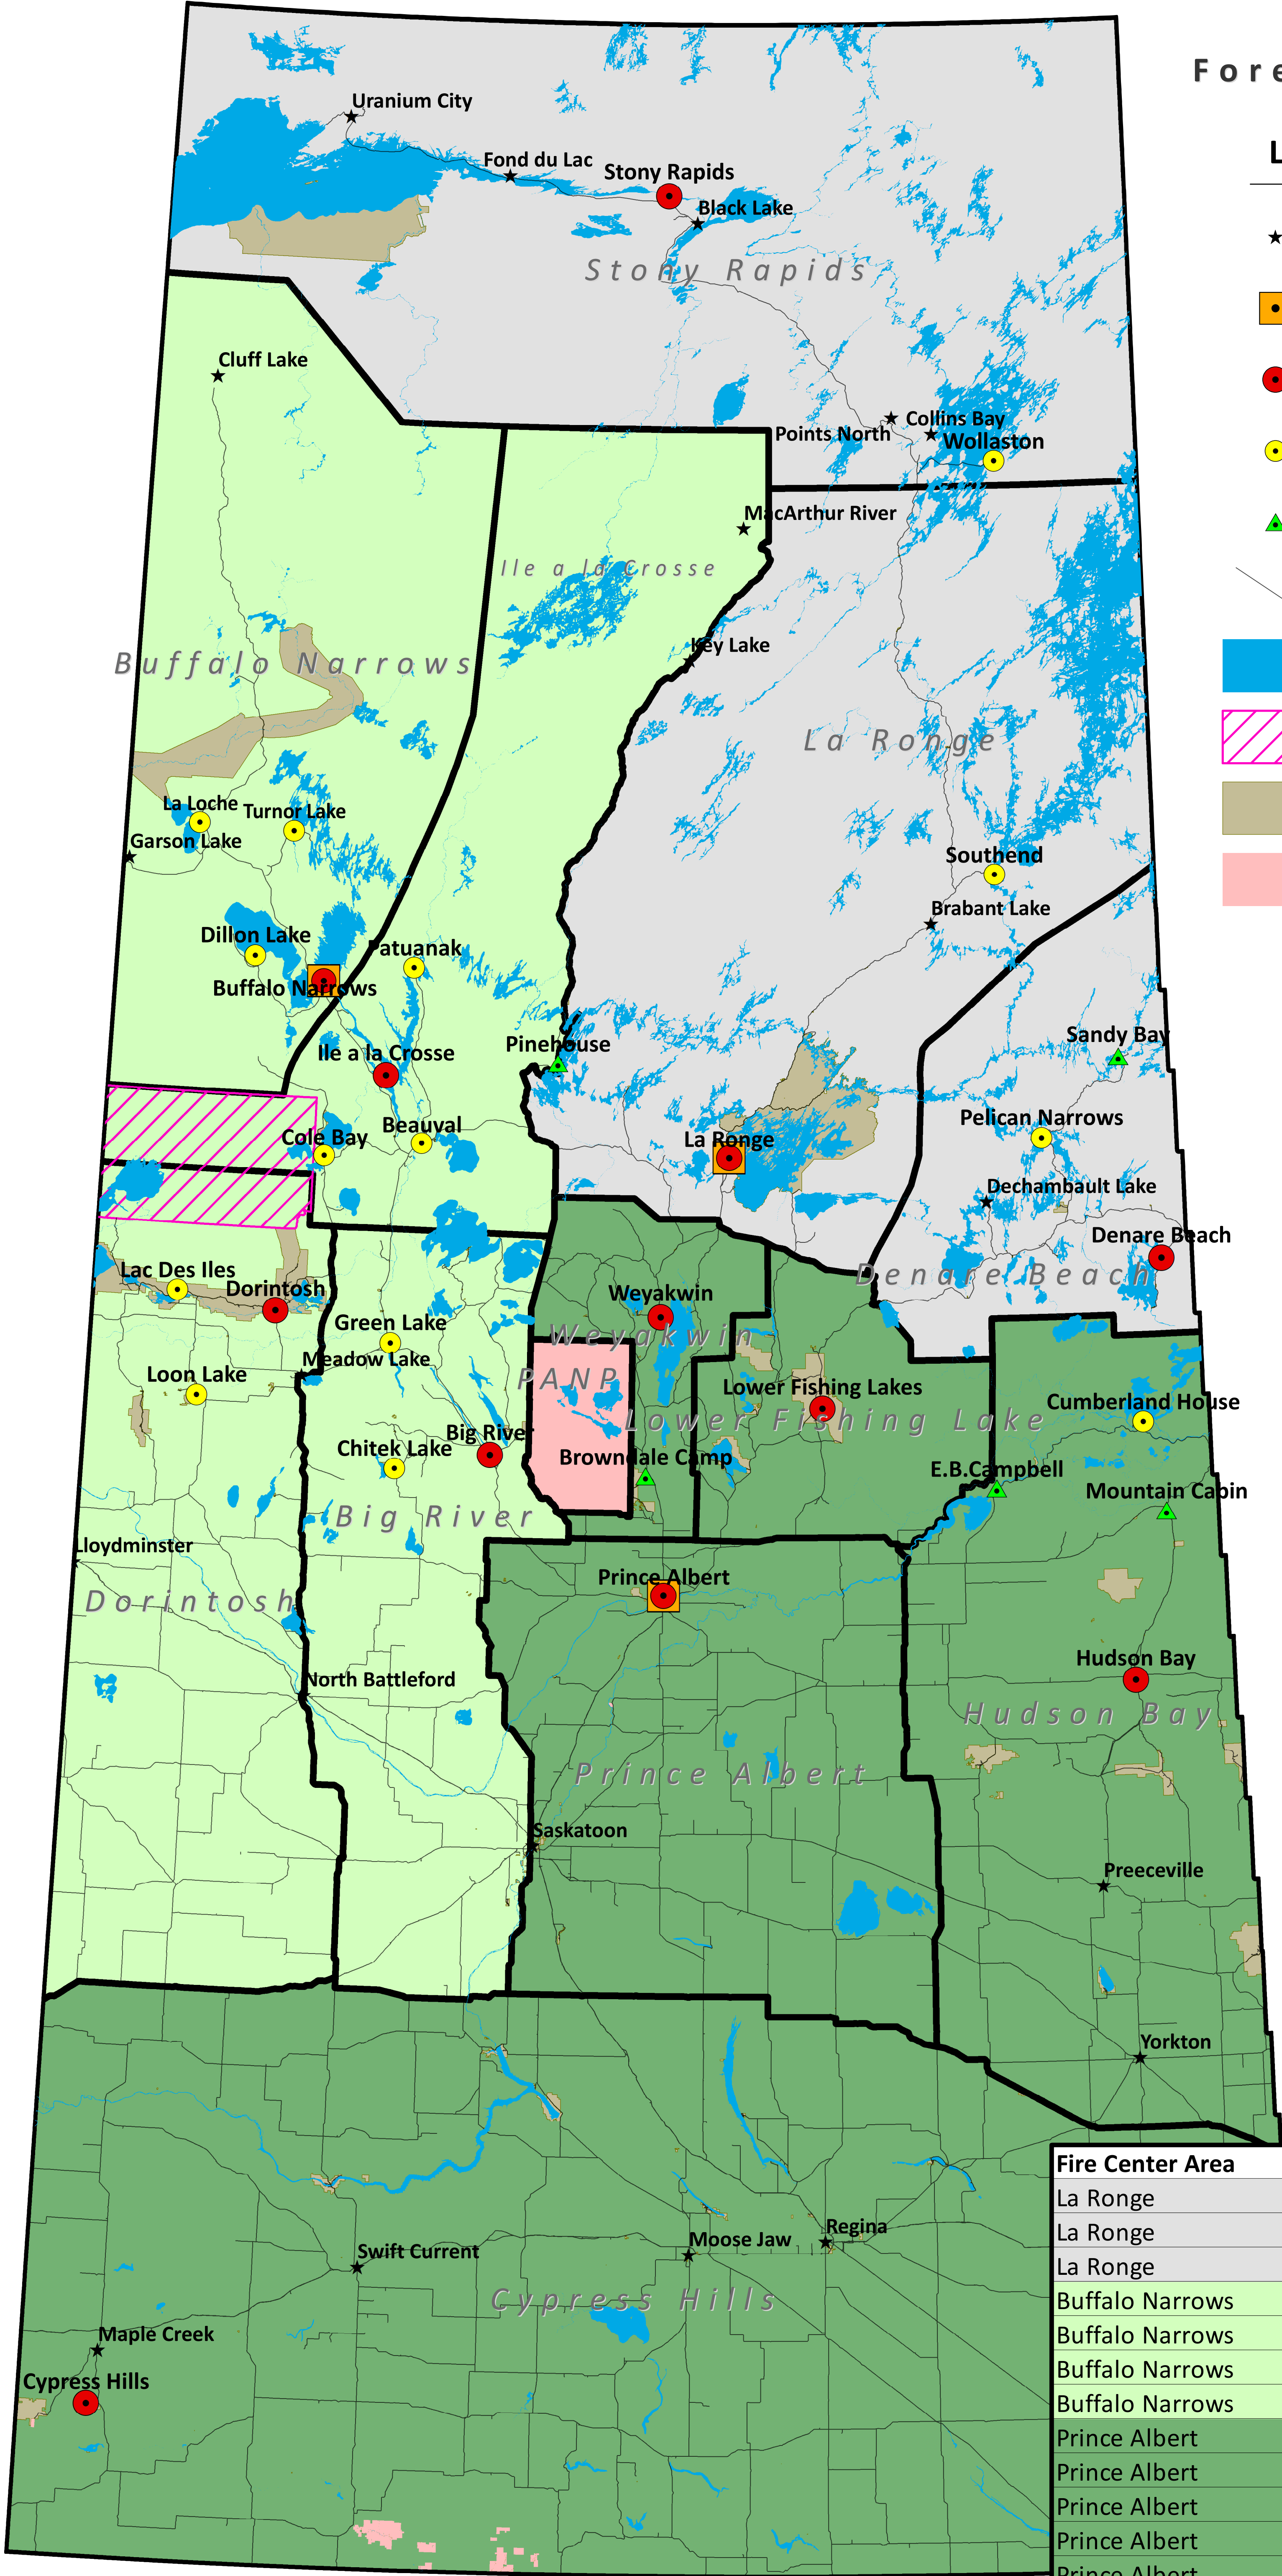 Fore
L
Uranium City
Fond du Lac
Stony Rapids
Black Lake
Stony Rapids
Cluff Lake
Collins Bay
Points North
Wollaston
MacArthur River
Ile a la Crosse
Key Lake
Buffalo Narrows
La Ronge
La Loche
Turnor Lake
Garson Lake
Southend
Brabant Lake
Dillon Lake
Patuanak
Buffalo Narrows
Sandy Bay
Pinehouse
Ile a la Crosse
Pelican Narrows
Beauval
Cole Bay
La Ronge
Dechambault Lake
Denare Beach
Lac Des Iles
Denare Beach
Dorintosh
Weyakwin
Green Lake
Weyakwin
Meadow Lake
Loon Lake
PANP
Lower Fishing Lakes
Cumberland House
Lower Fishing Lake
Big River
Chitek Lake
Browndale Camp
E.B.Campbell
Mountain Cabin
Big River
Lloydminster
Prince Albert
Dorintosh
Hudson Bay
North Battleford
Hudson Bay
Prince Albert
Saskatoon
Preeceville
Yorkton
Fire Center Area
La Ronge
La Ronge
La Ronge
Buffalo Narrows
Buffalo Narrows
Buffalo Narrows
Buffalo Narrows
Prince Albert
Prince Albert
Prince Albert
Prince Albert
Prince Albert
Regina
Moose Jaw
Swift Current
Cypress Hills
Maple Creek
Cypress Hills